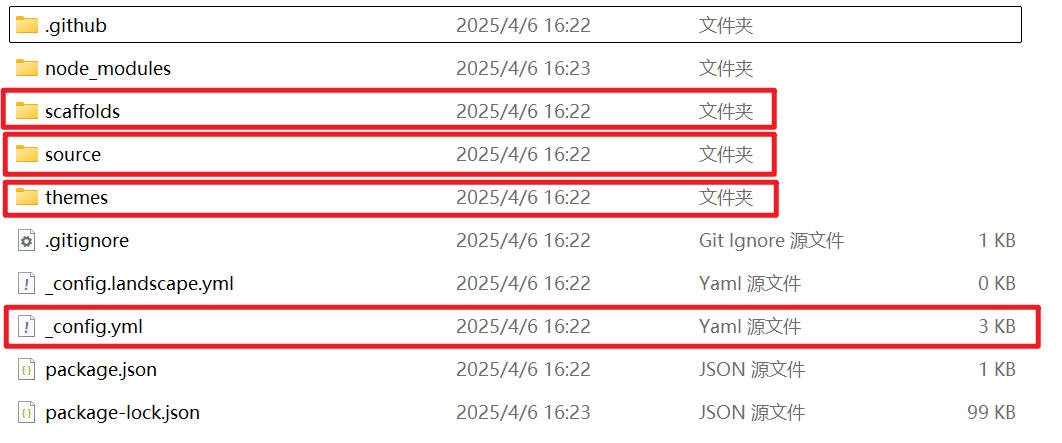 .github 2025/4/6 16:22 文件夹
node_modules 2025/4/6 16:23 文件夹
scaffolds 2025/4/6 16:22 文件夹
source 2025/4/6 16:22 文件夹
themes 2025/4/6 16:22 文件夹
.gitignore 2025/4/6 16:22 Git Ignore 源文件 1 KB
_config.landscape.yml 2025/4/6 16:22 Yaml 源文件 0 KB
_config.yml 2025/4/6 16:22 Yaml 源文件 3 KB
package.json 2025/4/6 16:22 JSON 源文件 1 KB
package-lock.json 2025/4/6 16:23 JSON 源文件 99 KB